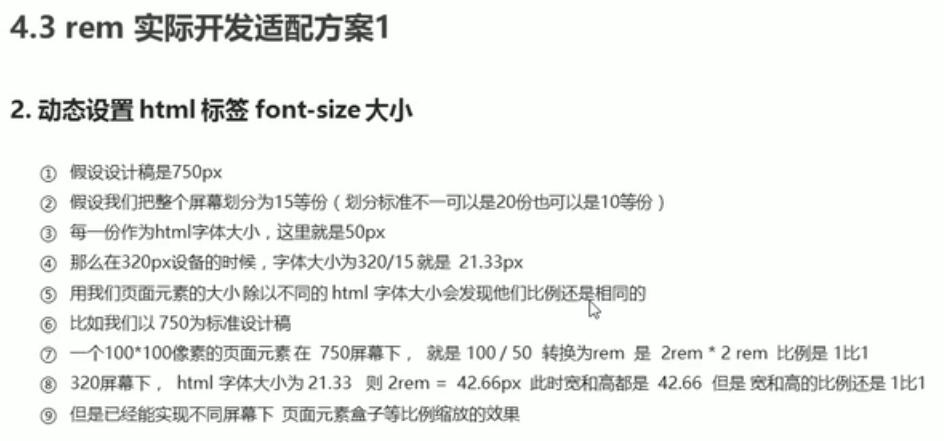 4.3 rem 实际开发适配方案1
2. 动态设置 html 标签 font-size 大小
① 假设设计稿是750px
② 假设我们把整个屏幕划分为15等份（划分标准不一可以是20份也可以是10等份）
③ 每一份作为html字体大小，这里就是50px
④ 那么在320px设备的时候，字体大小为320/15 就是 21.33px
⑤ 用我们页面元素的大小 除以不同的 html 字体大小会发现他们比例还是相同的
⑥ 比如我们以 750为标准设计稿
⑦ 一个100*100像素的页面元素 在 750屏幕下， 就是 100 / 50 转换为rem 是 2rem * 2 rem 比例是 1比1
⑧ 320屏幕下， html 字体大小为 21.33 则 2rem = 42.66px 此时宽和高都是 42.66 但是 宽和高的比例还是 1比1
⑨ 但是已经能实现不同屏幕下 页面元素盒子等比例缩放的效果